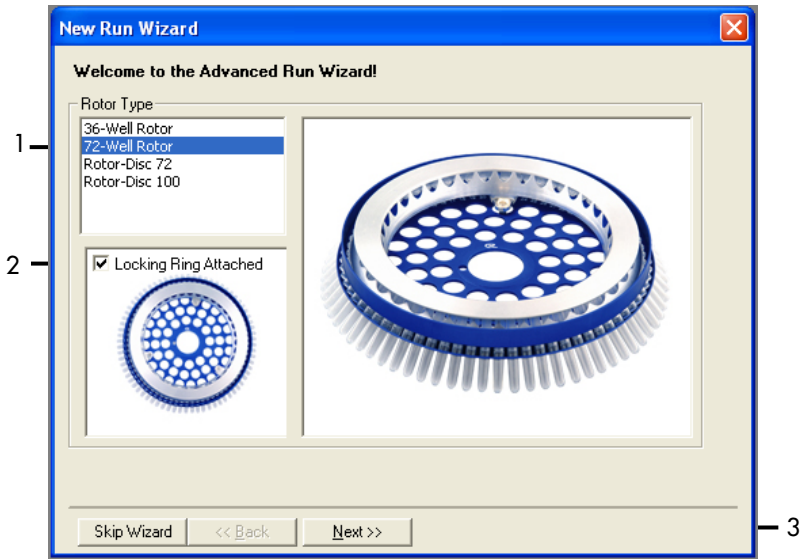 New Run Wizard
Welcome to the Advanced Run Wizard!
Rotor Type
1
36-Well Rotor
72-Well Rotor
Rotor-Disc 72
Rotor-Disc 100
2
Locking Ring Attached
Skip Wizard
<< Back
Next >>
3